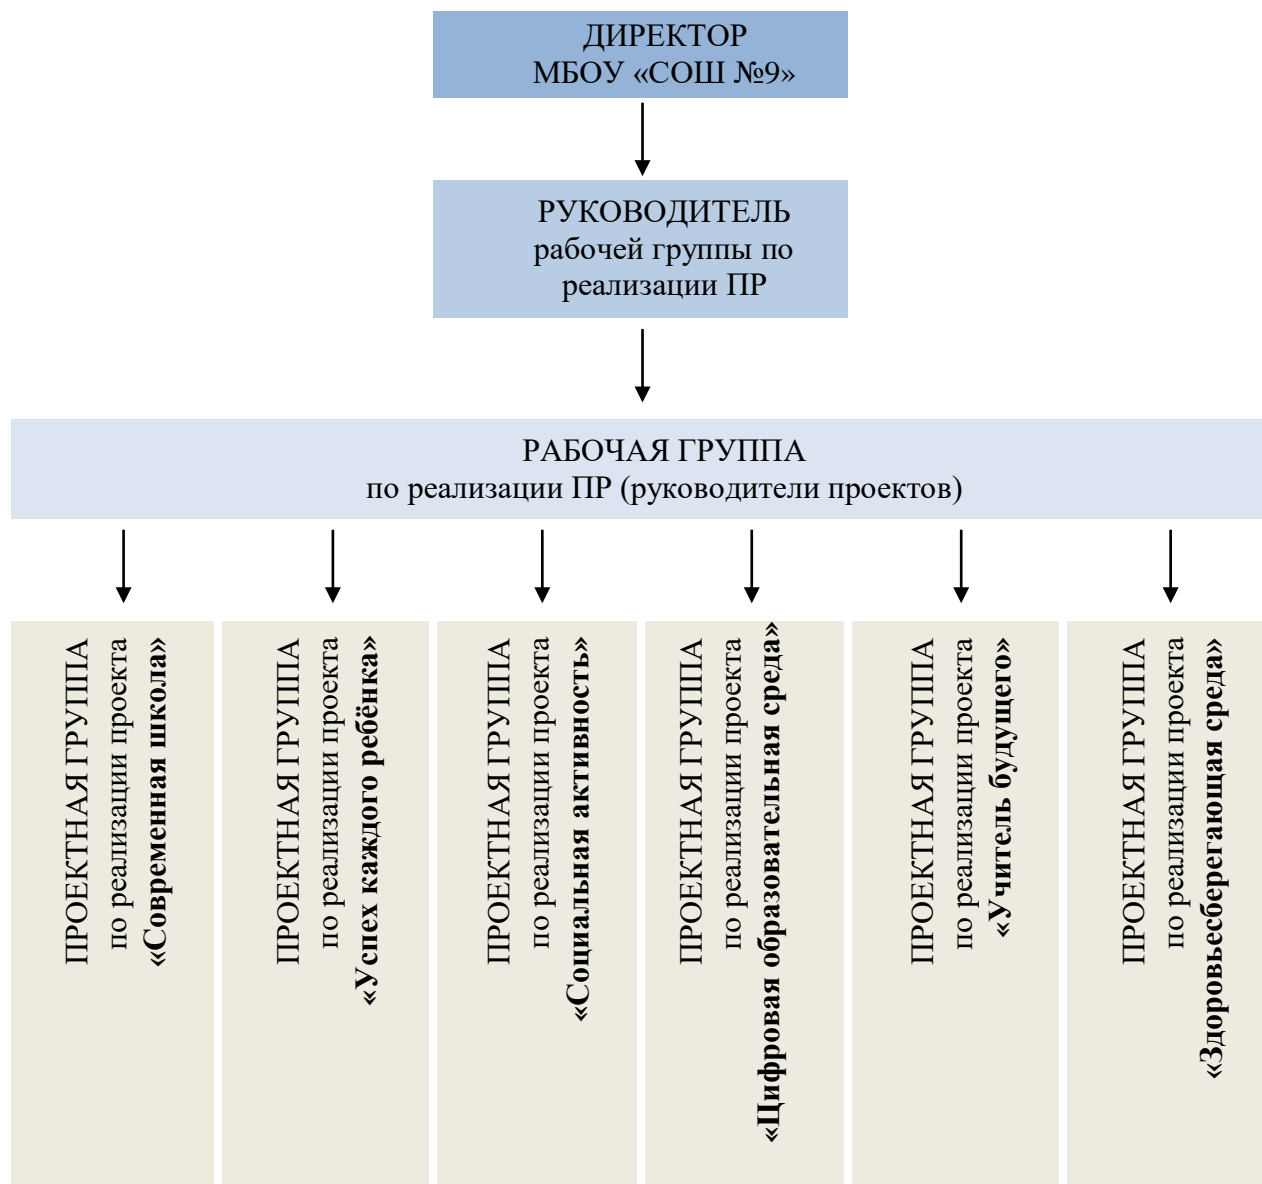 ДИРЕКТОР
МБОУ «СОШ №9»
РУКОВОДИТЕЛЬ
рабочей группы по
реализации ПР
РАБОЧАЯ ГРУППА
по реализации ПР (руководители проектов)
ПРОЕКТНАЯ ГРУППА
по реализации проекта
«Современная школа»
ПРОЕКТНАЯ ГРУППА
по реализации проекта
«Успех каждого ребёнка»
ПРОЕКТНАЯ ГРУППА
по реализации проекта
«Социальная активность»
ПРОЕКТНАЯ ГРУППА
по реализации проекта
«Цифровая образовательная среда»
ПРОЕКТНАЯ ГРУППА
по реализации проекта
«Учитель будущего»
ПРОЕКТНАЯ ГРУППА
по реализации проекта
«Здоровьесберегающая среда»